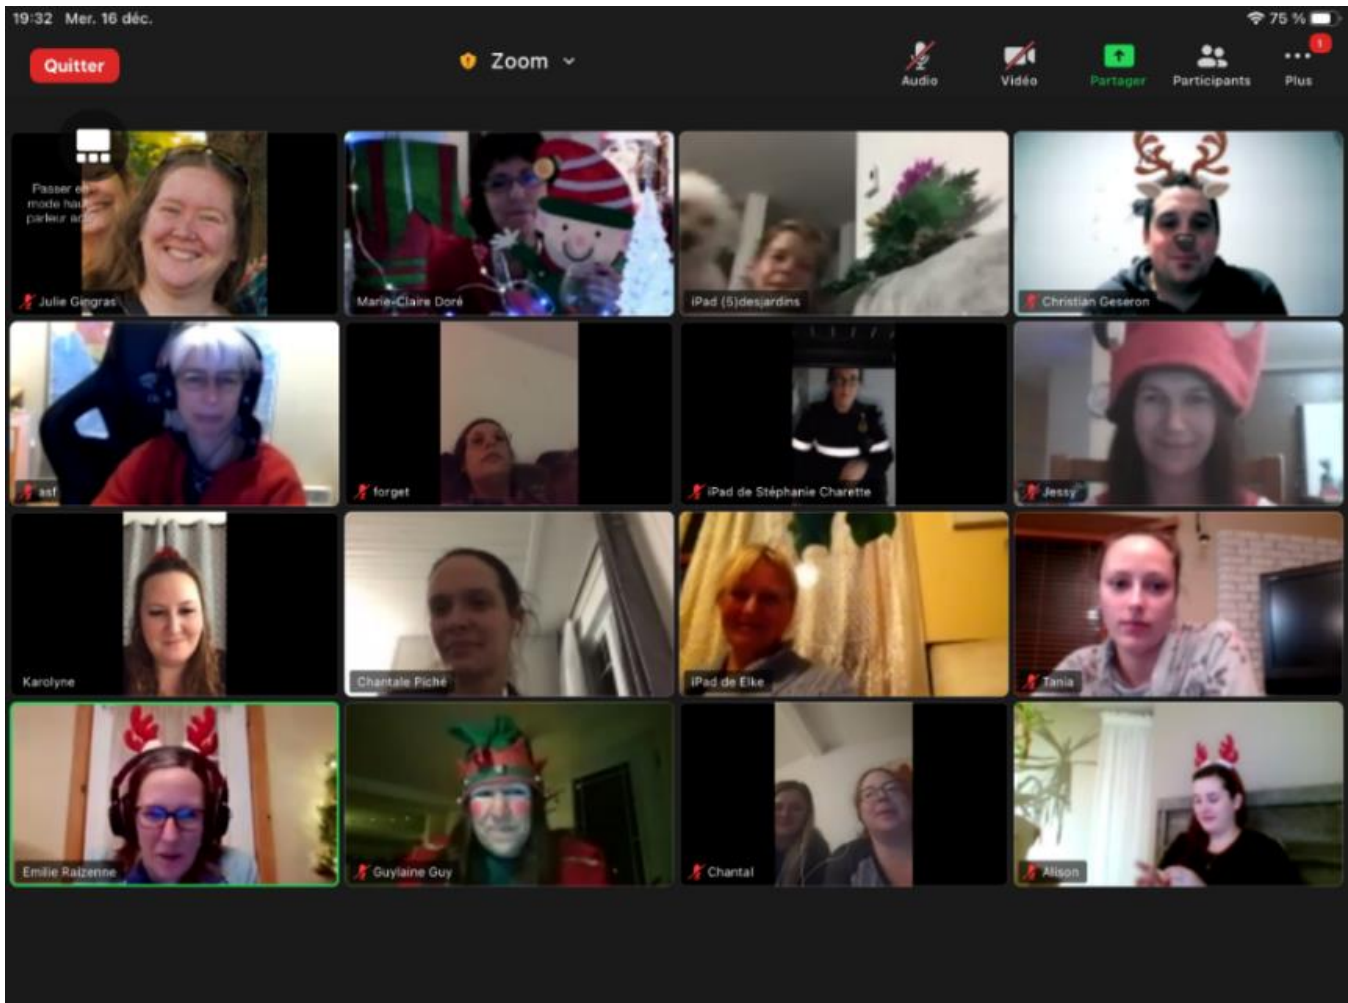 19:32 Mer. 16 déc.
75 %
Quitter
Zoom
1
Audio
Vidéo
Partager
Participants
Plus
Passer e
mode hau
parleur a
Julie Gingras
Marie-Claire Doré
iPad (5)desjardins
Christian Geseron
asf
forget
iPad de Stéphanie Charette
Jessy
Karolyne
Chantale Piché
iPad de Elke
Tania
Emilie Raizenne
Guylaine Guy
Chantal
Alison